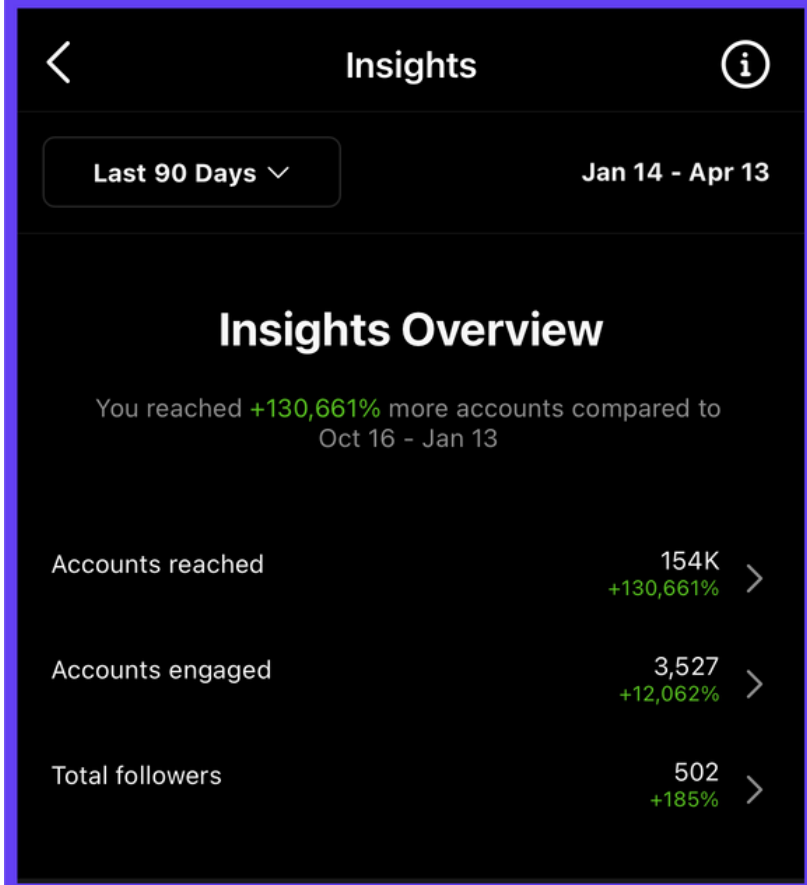 Insights
Last 90 Days
Jan 14 - Apr 13
Insights Overview
You reached +130,661% more accounts compared to
Oct 16 - Jan 13
Accounts reached
154K
+130,661%
Accounts engaged
3,527
+12,062%
Total followers
502
+185%